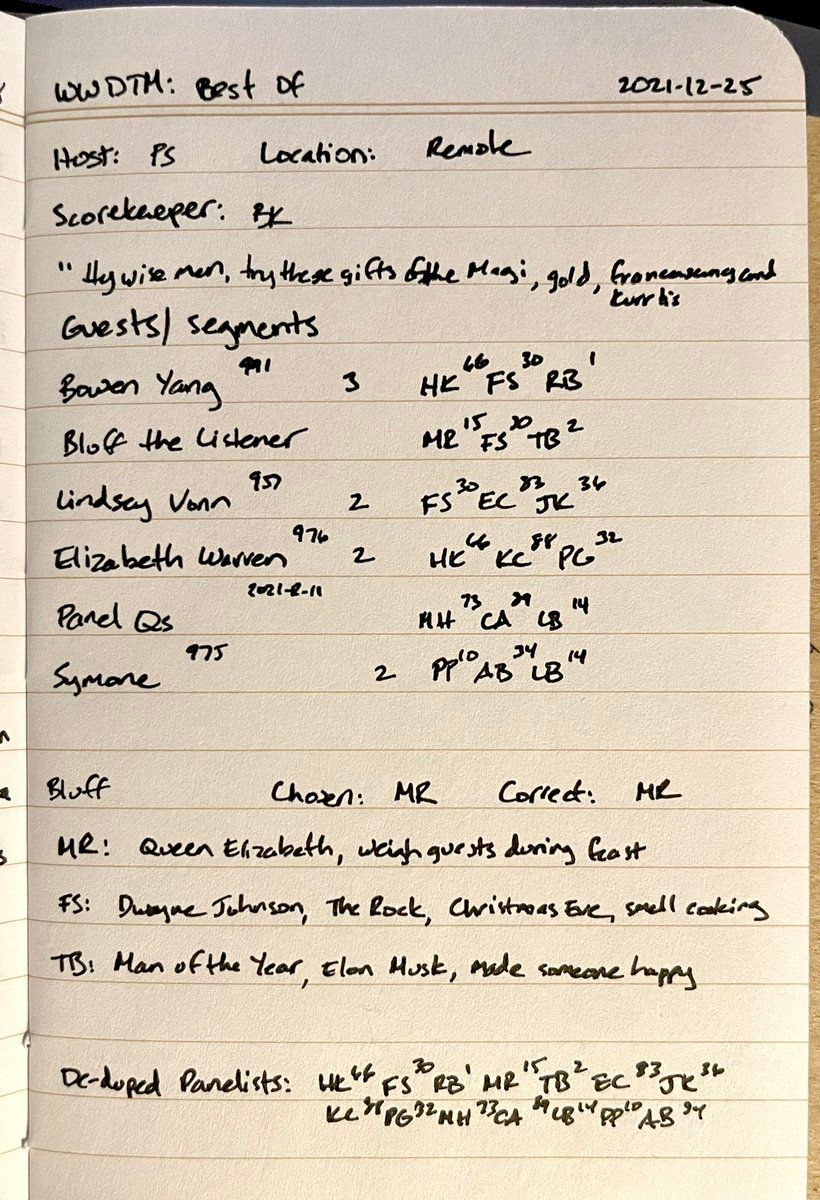 WWDTM: Best Of 2021-12-25
Host: PS Location: Remote
Scorekeeper: BK
"Hey wise men, try these gifts of the Magi, gold, and
Kurtis
Guests/Segments
Bowen Yang 991 3 HK 66 FS 30 RB 1
Bluff the Listener MR 15 FS 30 TB 2
Lindsey Vonn 957 2 FS 30 EC 83 JK 36
Elizabeth Warren 976 2 HK 66 KC 88 PG 32
2021-12-11
Panel Qs MH 73 CA 89 LB 14
Symone 975 2 PP 10 AB 34 LB 14
Bluff Chosen: MR Correct: MR
MR: Queen Elizabeth, weigh guests during feast
FS: Dwayne Johnson, The Rock, Christmas Eve, smell cooking
TB: Man of the Year, Elon Musk, made someone happy
De-duped Panelists: HK 66 FS 30 RB 1 MR 15 TB 2 EC 83 JK 36
KC 88 PG 32 MH 73 CA 89 LB 14 PP 10 AB 34